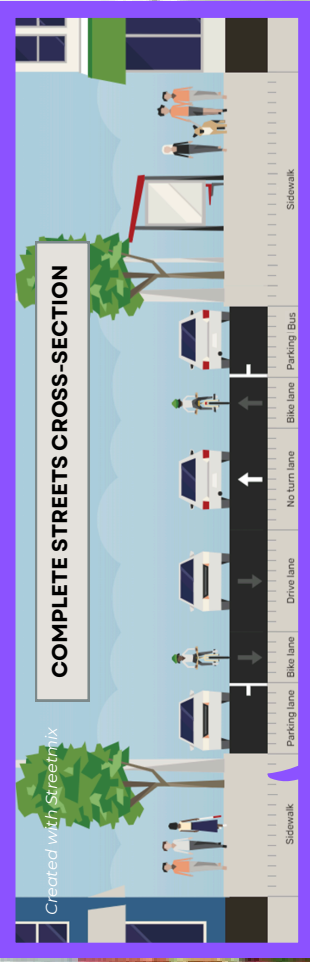 COMPLETE STREETS CROSS-SECTION
Created with Streetmix
Sidewalk
Parking lane
Bike lane
Drive lane
No turn lane
Bike lane
Parking Bus
Sidewalk